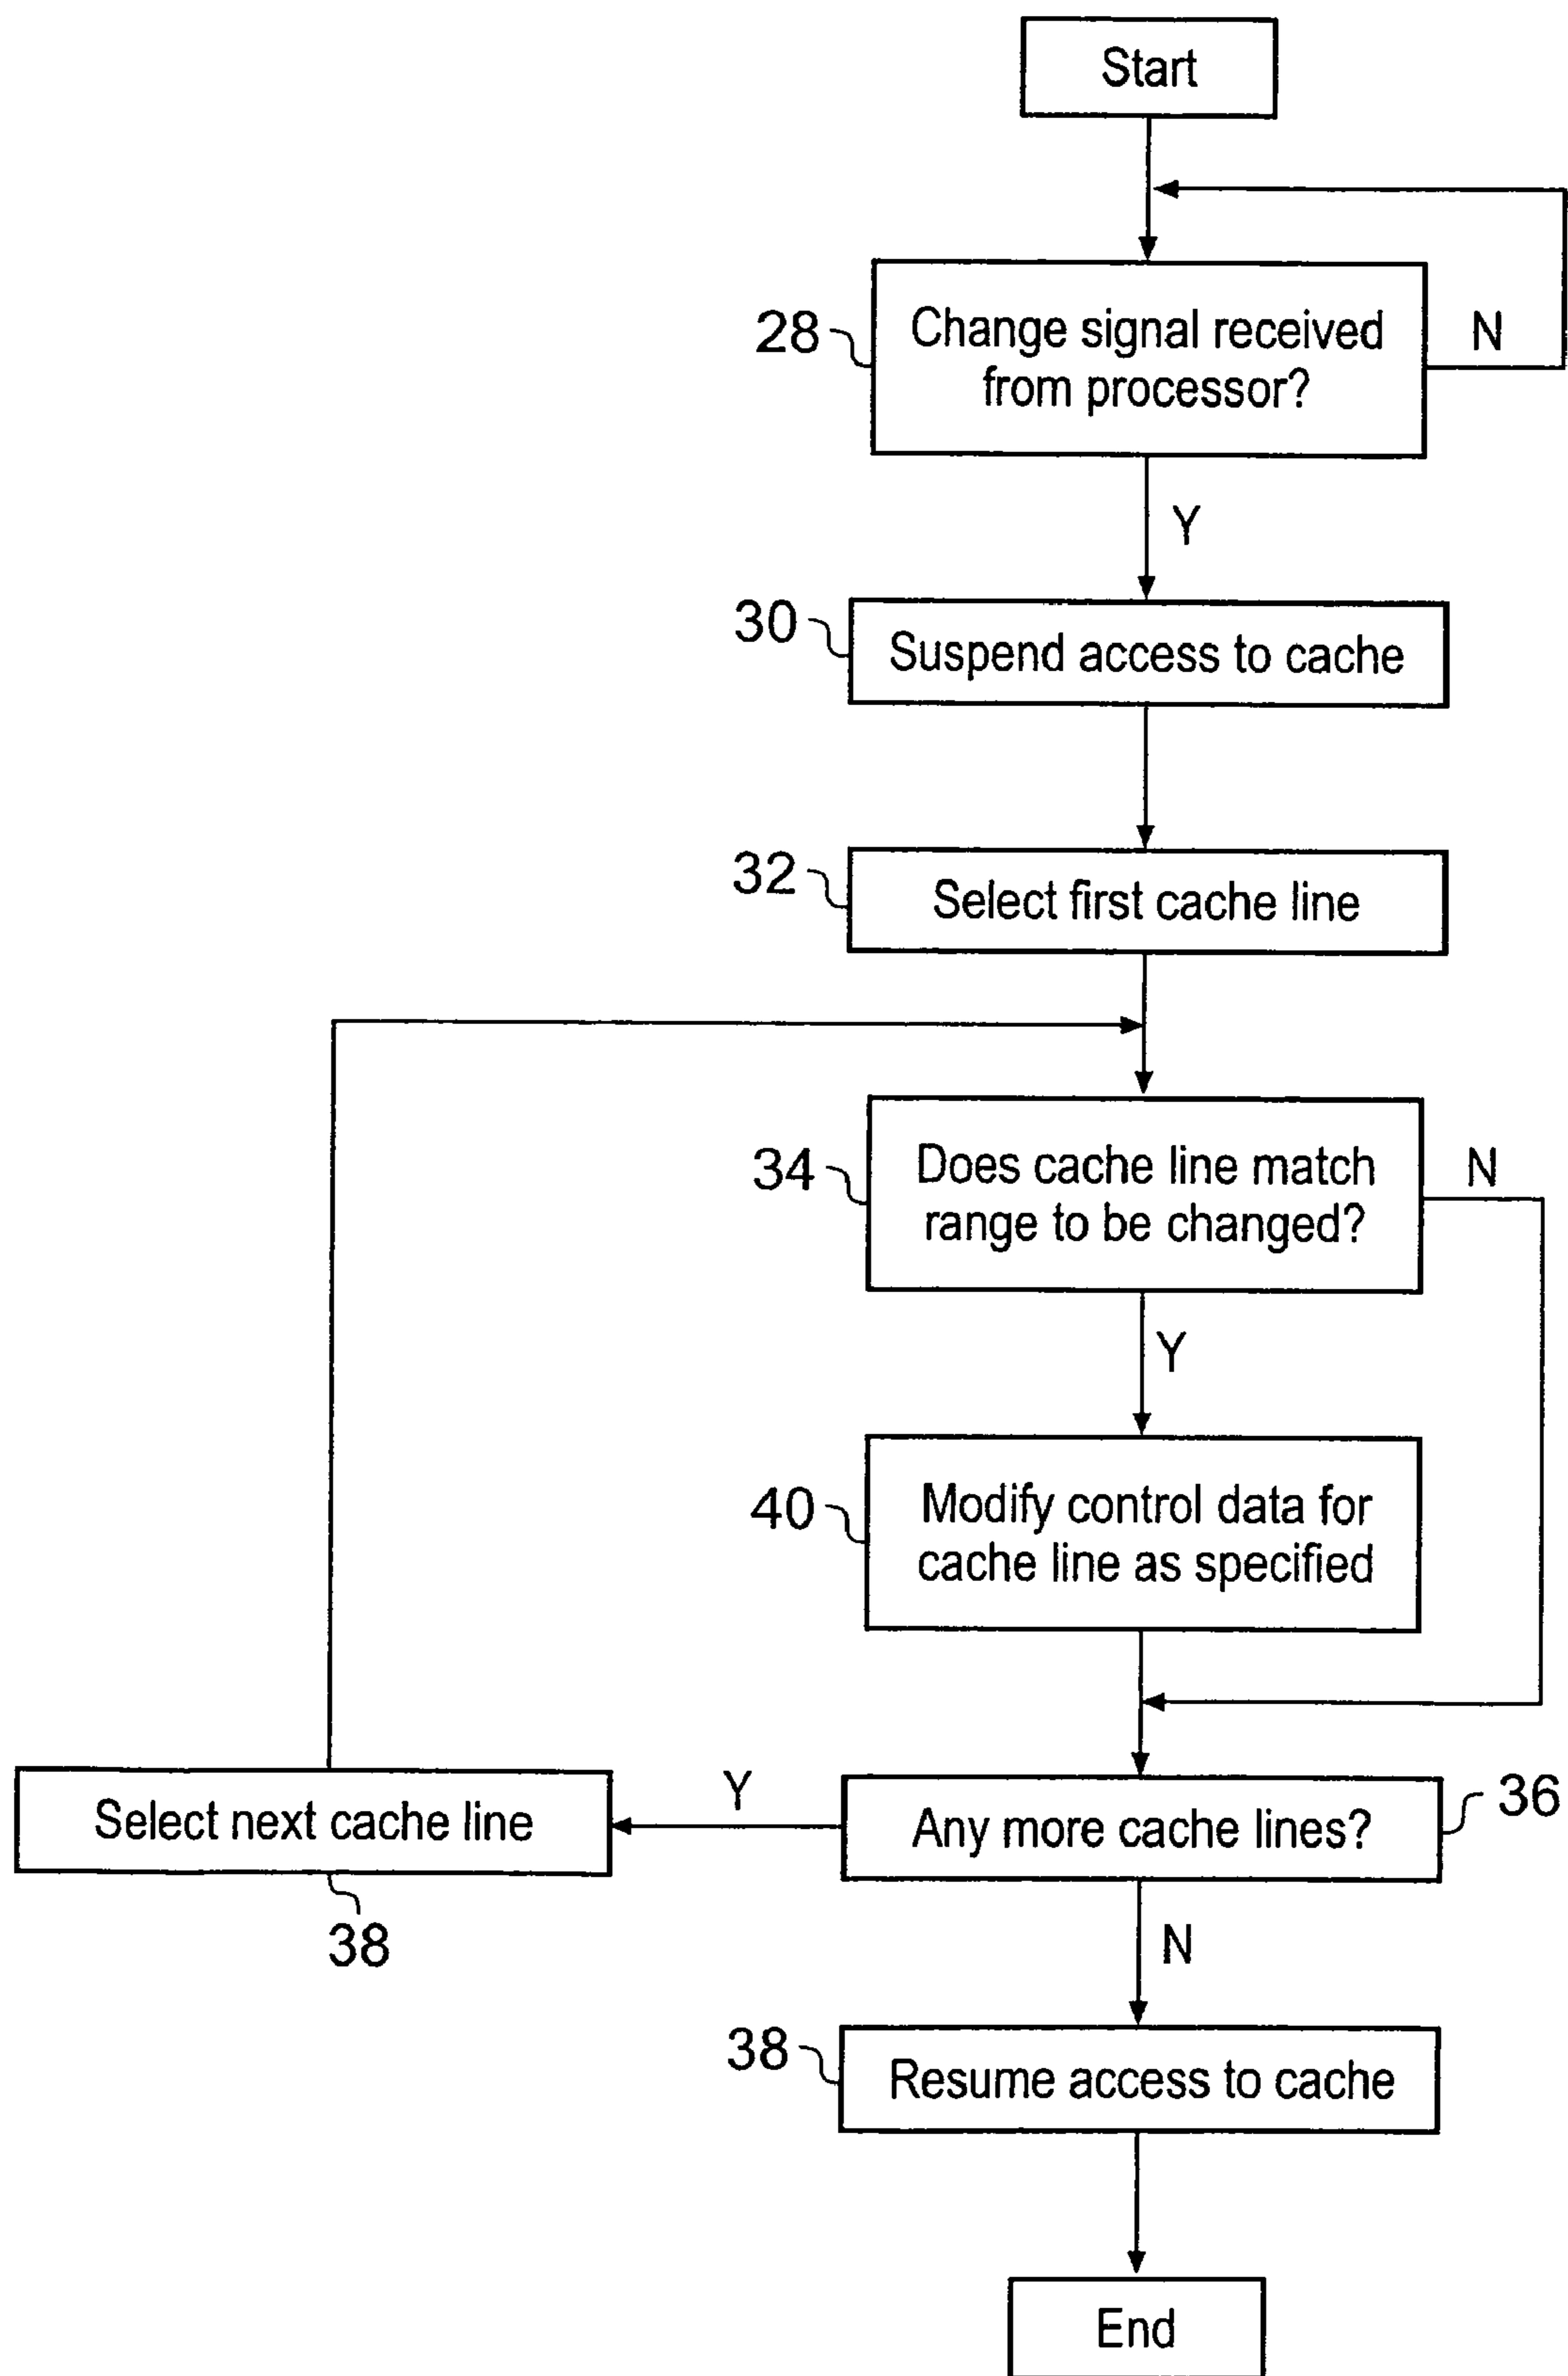 Start
28
Change signal received
from processor?
N
Y
30
Suspend access to cache
32
Select first cache line
34
Does cache line match
range to be changed?
N
Y
40
Modify control data for
cache line as specified
Select next cache line
38
Y
Any more cache lines?
36
N
38
Resume access to cache
End